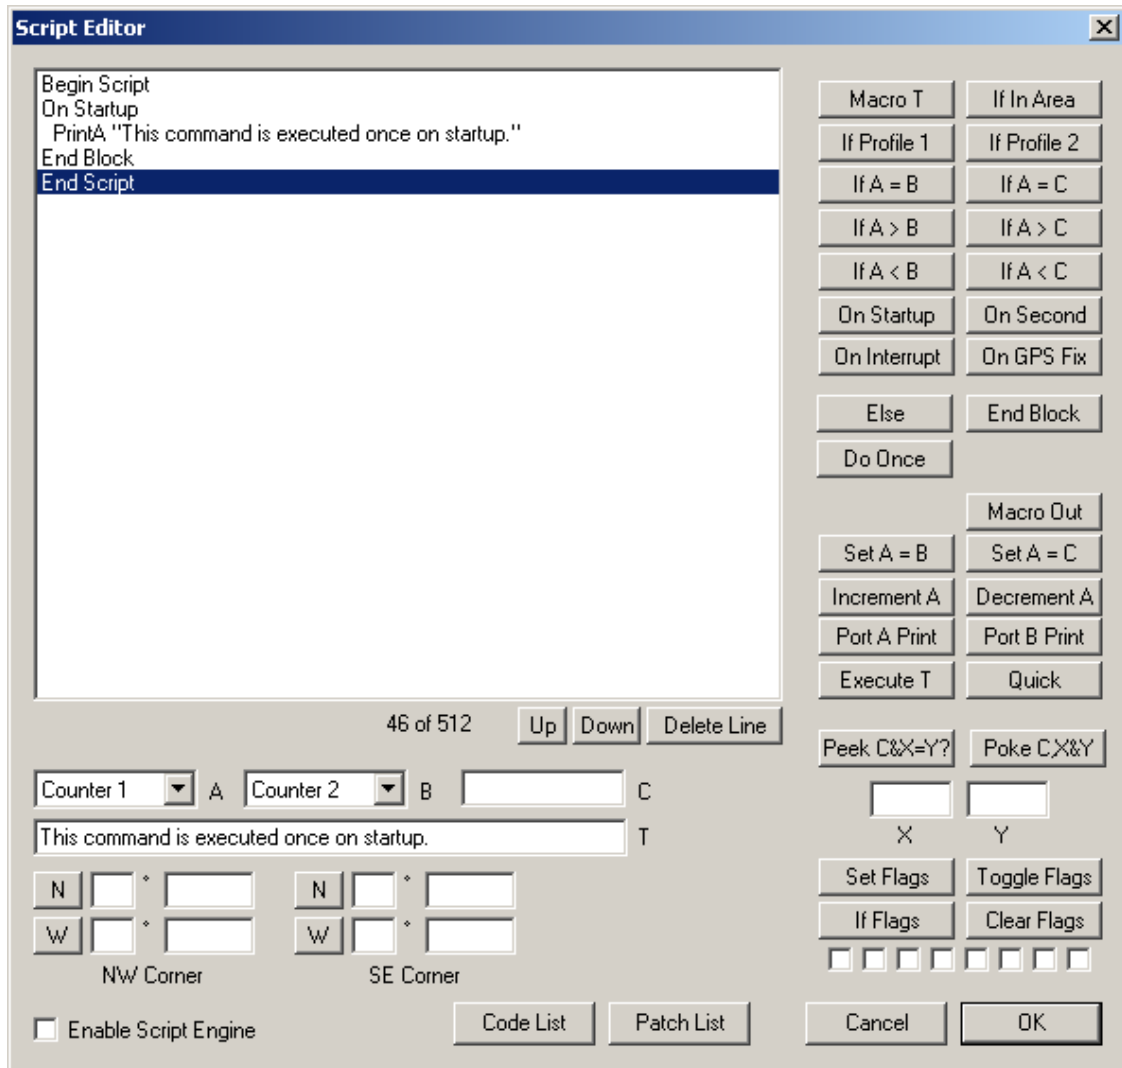 Script Editor
Begin Script
On Startup
PrintA "This command is executed once on startup."
End Block
End Script
Macro T If In Area
If Profile 1 If Profile 2
If A = B If A = C
If A > B If A > C
If A < B If A < C
On Startup On Second
On Interrupt On GPS Fix
Else End Block
Do Once
Macro Out
Set A = B Set A = C
Increment A Decrement A
Port A Print Port B Print
Execute T Quick
46 of 512 Up Down Delete Line
Peek C&X=Y? Poke C,X&Y
Counter 1 A Counter 2 B C
X Y
This command is executed once on startup. T
N ° N °
W ° W °
NW Corner SE Corner
Set Flags Toggle Flags
If Flags Clear Flags
Enable Script Engine
Code List Patch List Cancel OK